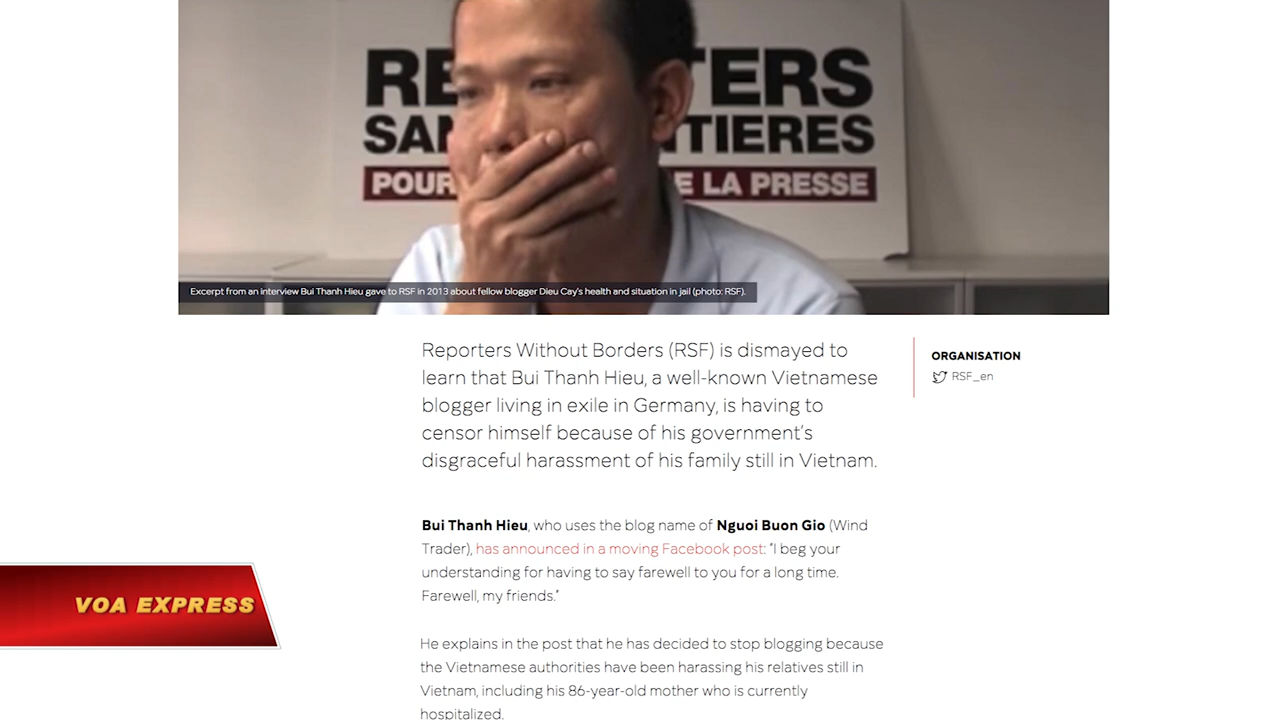 RE TERS
SAN TIERES
POUR E LA PRESSE
Excerpt from an interview Bui Thanh Hieu gave to RSF in 2013 about fellow blogger Dieu Cay's health and situation in jail (photo: RSF).
Reporters Without Borders (RSF) is dismayed to
learn that Bui Thanh Hieu, a well-known Vietnamese
blogger living in exile in Germany, is having to
censor himself because of his government's
disgraceful harassment of his family still in Vietnam.
ORGANISATION
RSF_en
Bui Thanh Hieu, who uses the blog name of Nguoi Buon Gio (Wind
Trader), has announced in a moving Facebook post: "I beg your
understanding for having to say farewell to you for a long time.
Farewell, my friends."
VOA EXPRESS
He explains in the post that he has decided to stop blogging because
the Vietnamese authorities have been harassing his relatives still in
Vietnam, including his 86-year-old mother who is currently
hospitalized.